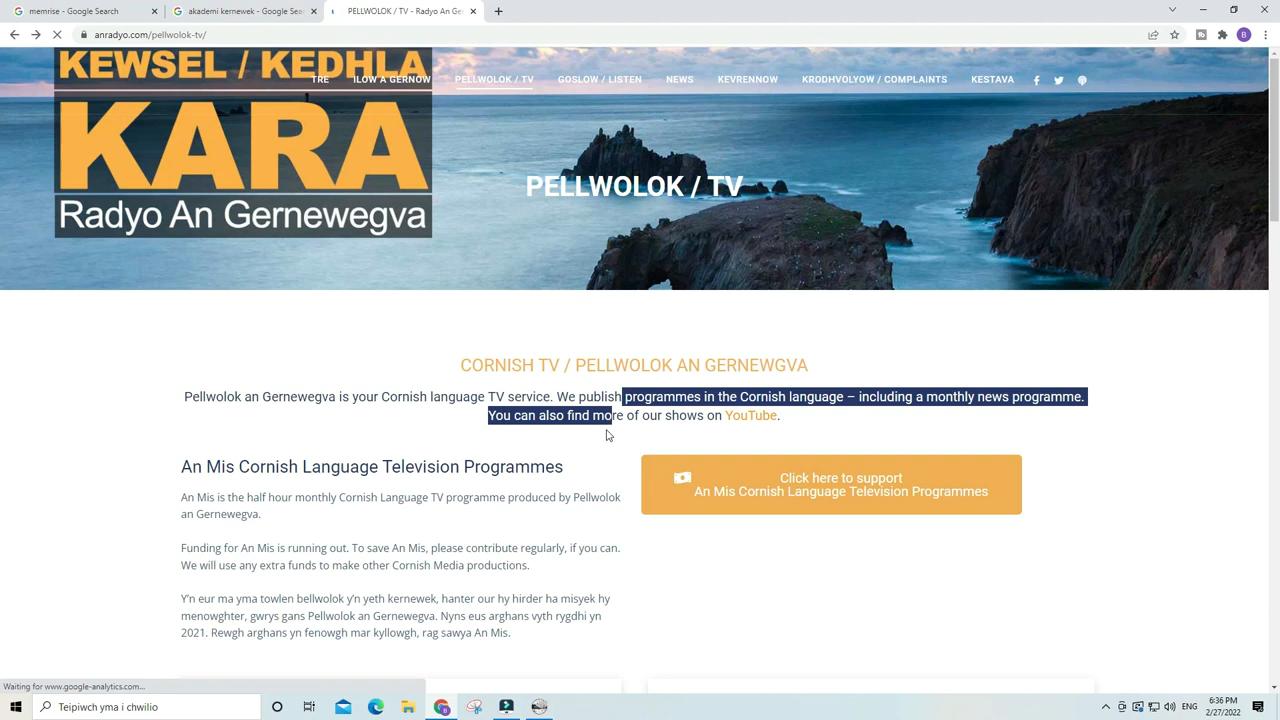 memrise - Google Search
akademi kernewek - Google Sea
PELLWOLOK / TV - Radyo An Ge
anradyo.com/pellwolok-tv/
B
KEWSEL / KEDHLA
KARA
Radyo An Gernewegva
TRE
ILOW A GERNOW
PELLWOLOK / TV
GOSLOW / LISTEN
NEWS
KEVRENNOW
KRODHVOLYOW / COMPLAINTS
KESTAVA
PELLWOLOK / TV
CORNISH TV / PELLWOLOK AN GERNEWGVA
Pellwolok an Gernewegva is your Cornish language TV service. We publish programmes in the Cornish language – including a monthly news programme.
You can also find more of our shows on YouTube.
An Mis Cornish Language Television Programmes
An Mis is the half hour monthly Cornish Language TV programme produced by Pellwolok
an Gernewegva.
Funding for An Mis is running out. To save An Mis, please contribute regularly, if you can.
We will use any extra funds to make other Cornish Media productions.
Y'n eur ma yma towlen bellwolok y'n yeth kernewek, hanter our hy hirder ha misyek hy
menowghter, gwrys gans Pellwolok an Gernewegva. Nyns eus arghans vyth rygdhi yn
2021. Rewgh arghans yn fenowgh mar kyllowgh, rag sawya An Mis.
Click here to support
An Mis Cornish Language Television Programmes
Waiting for www.google-analytics.com...
Teipiwch yma i chwilio
ENG
6:36 PM
2/27/2022